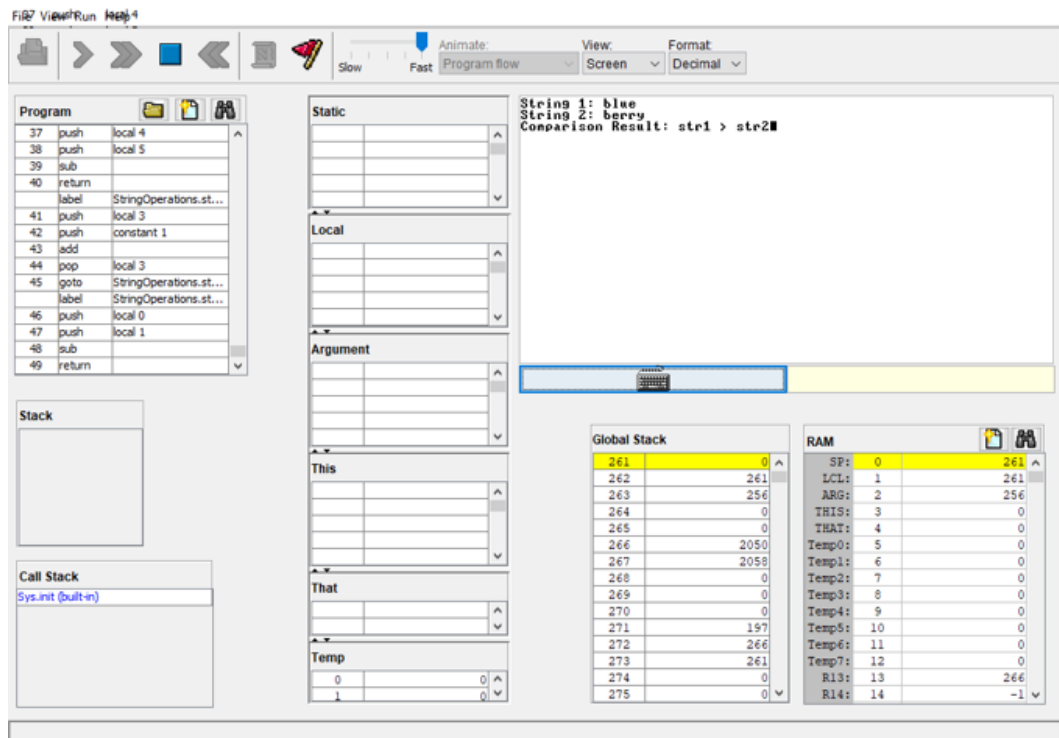 File View Run Help
Animate:
View:
Format:
Slow
Fast
Program flow
Screen
Decimal
Program
37 push local 4
38 push local 5
39 sub
40 return
label StringOperations.st...
41 push local 3
42 push constant 1
43 add
44 pop local 3
45 goto StringOperations.st...
label StringOperations.st...
46 push local 0
47 push local 1
48 sub
49 return
Static
Local
Argument
This
That
Temp
0 0
1 0
String 1: blue
String 2: berry
Comparison Result: str1 > str2
Stack
Call Stack
Sys.init (built-in)
Global Stack
261 0
262 261
263 256
264 0
265 0
266 2050
267 2058
268 0
269 0
270 0
271 197
272 266
273 261
274 0
275 0
RAM
SP: 0 261
LCL: 1 261
ARG: 2 256
THIS: 3 0
THAT: 4 0
Temp0: 5 0
Temp1: 6 0
Temp2: 7 0
Temp3: 8 0
Temp4: 9 0
Temp5: 10 0
Temp6: 11 0
Temp7: 12 0
R13: 13 266
R14: 14 -1